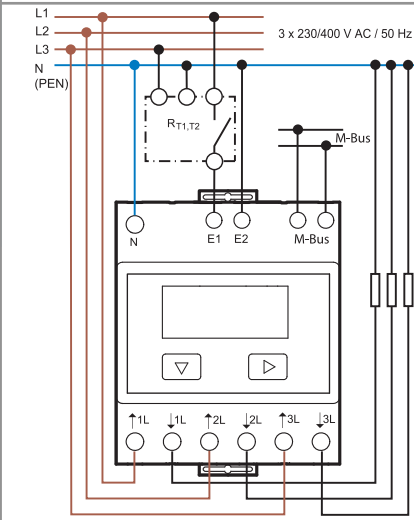 L1
L2
3 x 230/400 V AC / 50 Hz
L3
N
(PEN)
RT1,T2
M-Bus
N
E1 E2
M-Bus
↑1L ↓1L ↑2L ↓2L ↑3L ↓3L